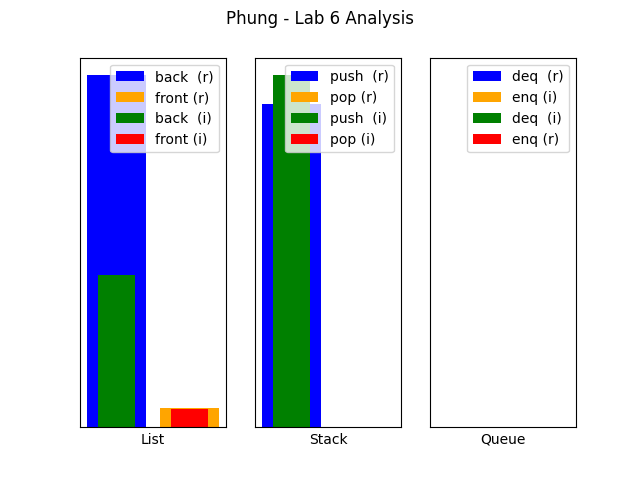 Phung - Lab 6 Analysis
back  (r)
front (r)
back  (i)
front (i)
List
push  (r)
pop (r)
push  (i)
pop (i)
Stack
deq  (r)
enq (i)
deq  (i)
enq (r)
Queue